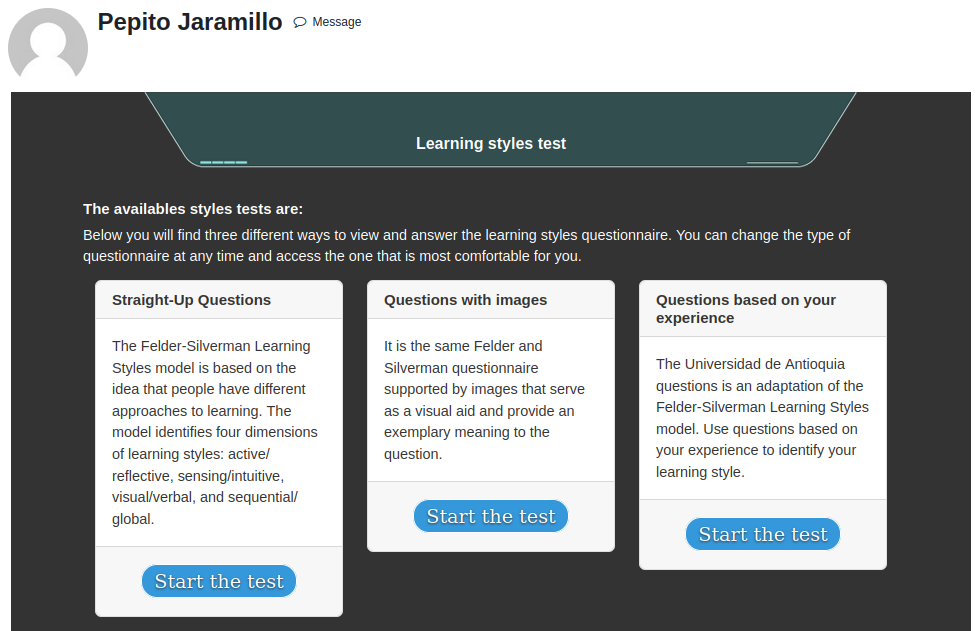 Pepito Jaramillo
Message
Learning styles test
The availables styles tests are:
Below you will find three different ways to view and answer the learning styles questionnaire. You can change the type of
questionnaire at any time and access the one that is most comfortable for you.
Straight-Up Questions
The Felder-Silverman Learning
Styles model is based on the
idea that people have different
approaches to learning. The
model identifies four dimensions
of learning styles: active/
reflective, sensing/intuitive,
visual/verbal, and sequential/
global.
Start the test
Questions with images
It is the same Felder and
Silverman questionnaire
supported by images that serve
as a visual aid and provide an
exemplary meaning to the
question.
Start the test
Questions based on your
experience
The Universidad de Antioquia
questions is an adaptation of the
Felder-Silverman Learning Styles
model. Use questions based on
your experience to identify your
learning style.
Start the test